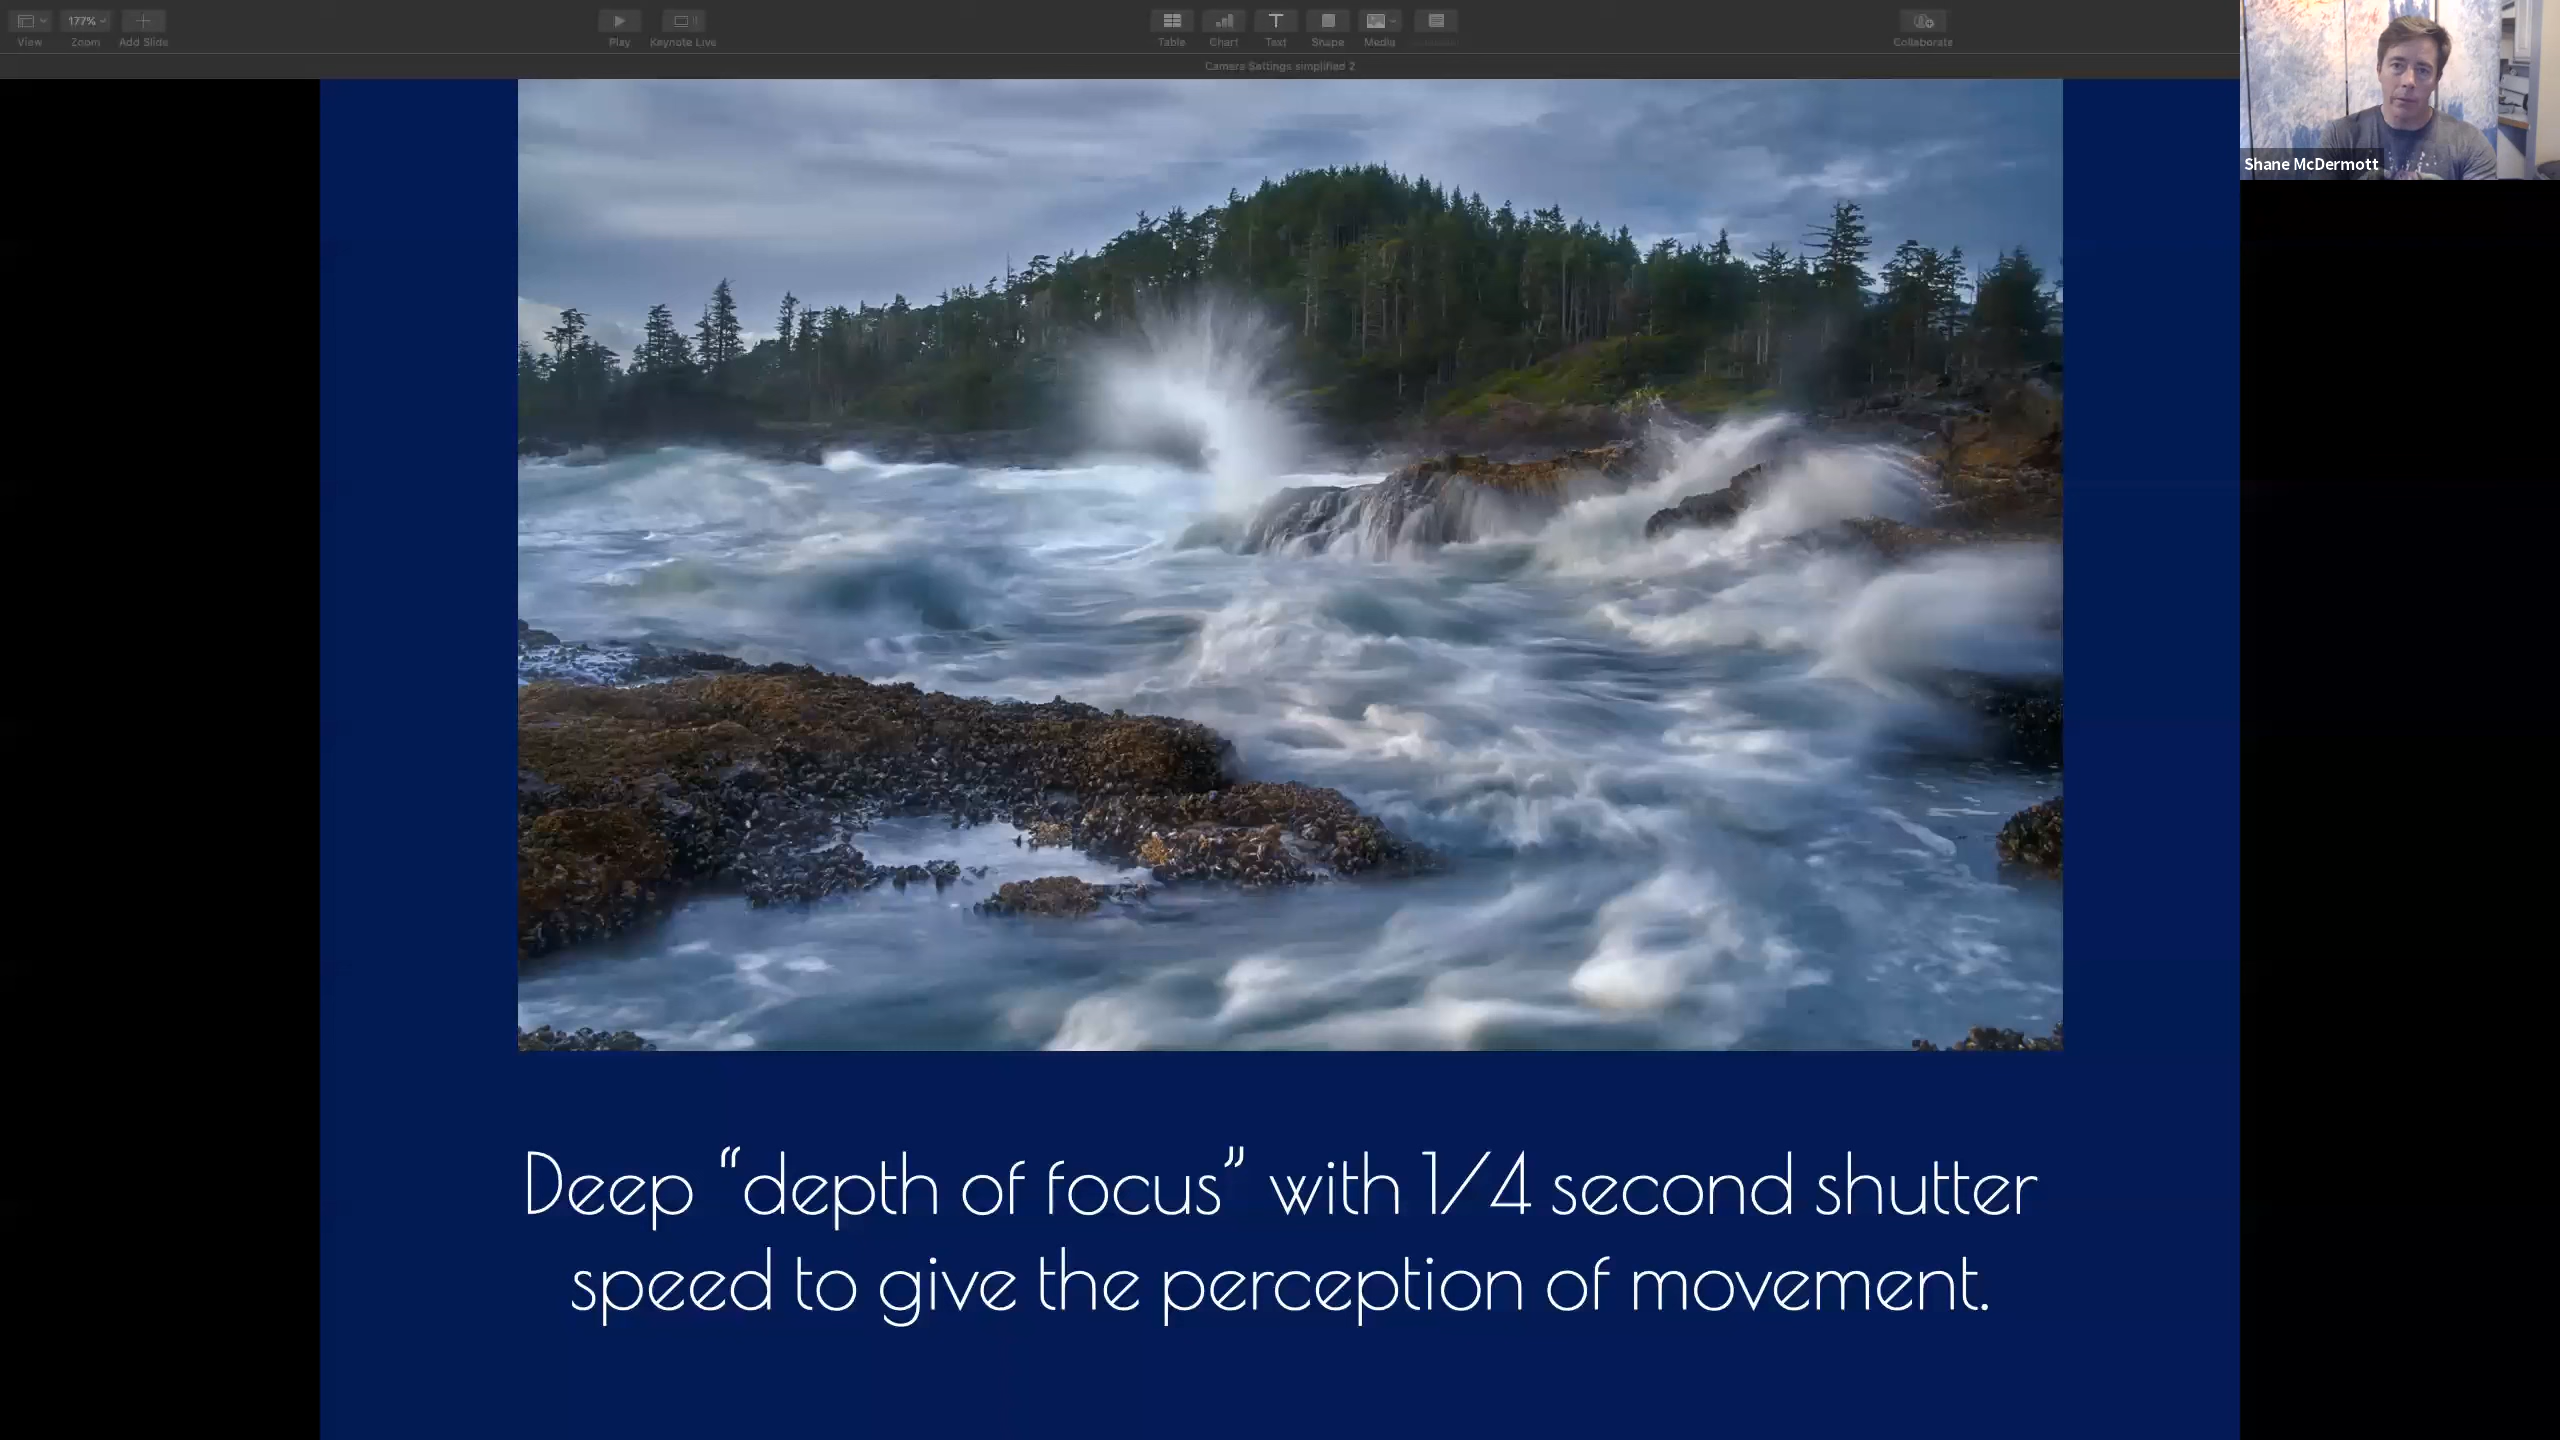 177%
View
Zoom
Add Slide
Play
Keynote Live
Table
Chart
Text
Shape
Media
Collaborate
Camera Settings simplified 2
Shane McDermott
Deep “depth of focus” with 1/4 second shutter
speed to give the perception of movement.